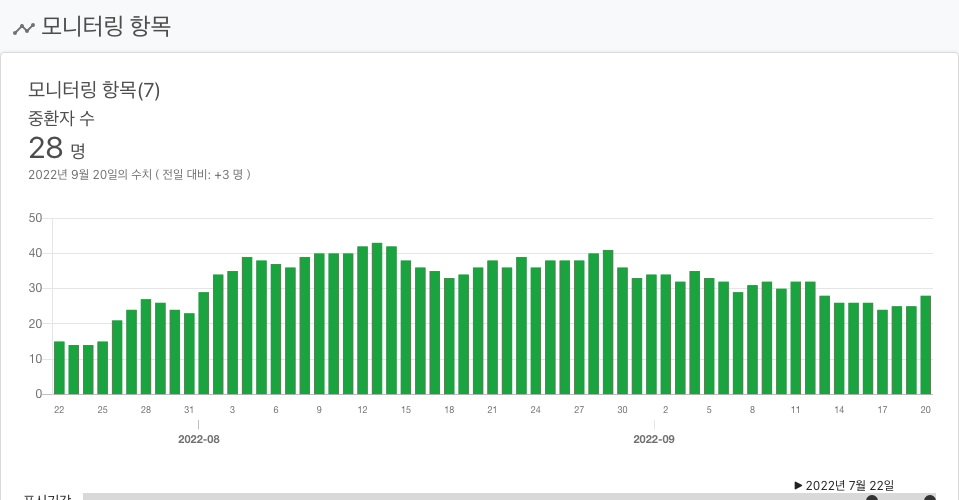 모니터링 항목
모니터링 항목(7)
중환자 수
28 명
2022년 9월 20일의 수치 ( 전일 대비: +3 명 )
50
40
30
20
10
0
22 25 28 31 3 6 9 12 15 18 21 24 27 30 2 5 8 11 14 17 20
2022-08 2022-09
▶ 2022년 7월 22일
표시기간